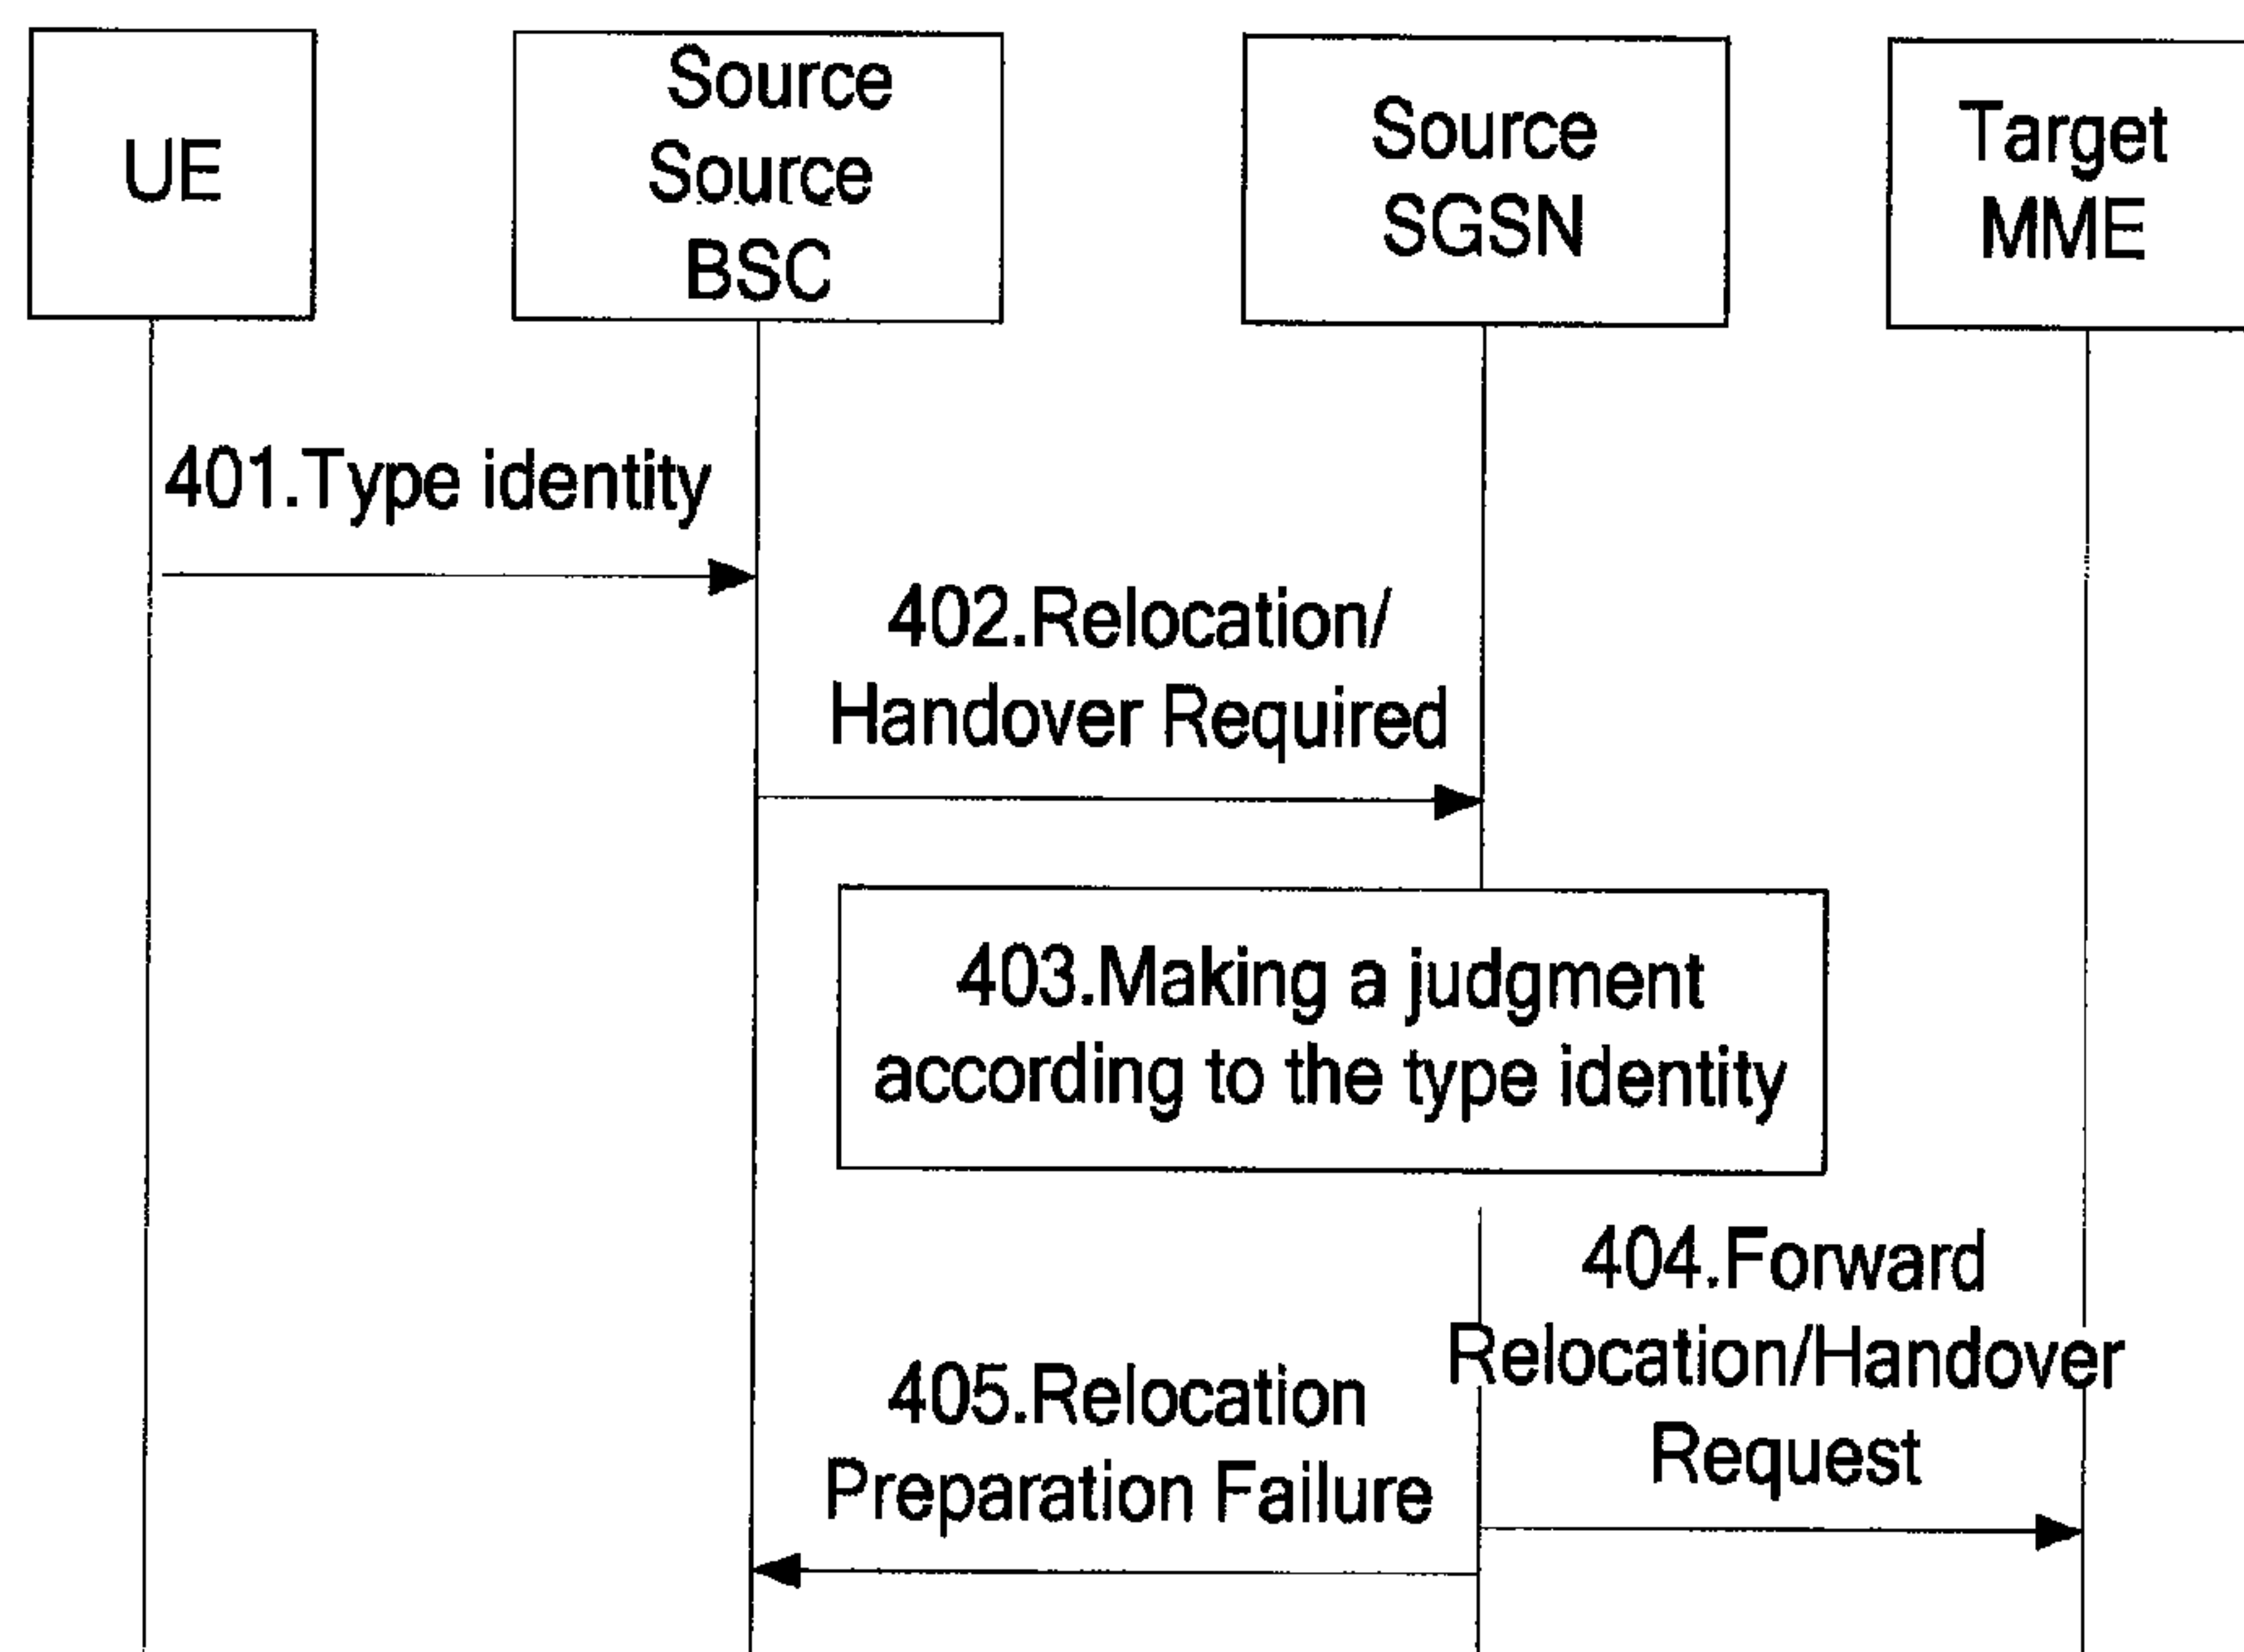 UE
Source
Source
BSC
Source
SGSN
Target
MME
401.Type identity
402.Relocation/
Handover Required
403.Making a judgment
according to the type identity
404.Forward
Relocation/Handover
Request
405.Relocation
Preparation Failure